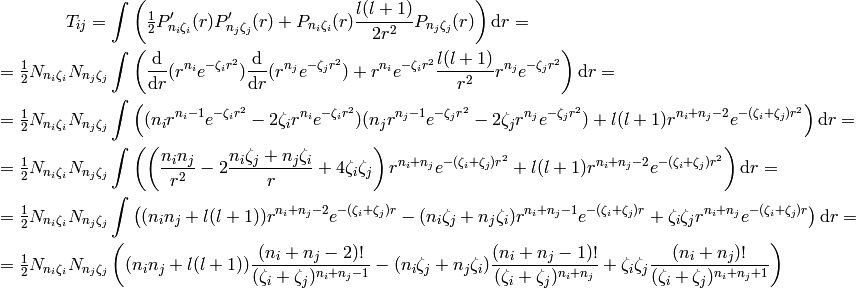 T_{ij} = \int \left( \frac{1}{2} P'_{n_i\zeta_i}(r) P'_{n_j\zeta_j}(r) + P_{n_i\zeta_i}(r) \frac{l(l+1)}{2r^2} P_{n_j\zeta_j}(r) \right) \mathrm{d}r =
= \frac{1}{2} N_{n_i\zeta_i} N_{n_j\zeta_j} \int \left( \frac{\mathrm{d}}{\mathrm{d}r}(r^{n_i} e^{-\zeta_i r^2}) \frac{\mathrm{d}}{\mathrm{d}r}(r^{n_j} e^{-\zeta_j r^2}) + r^{n_i} e^{-\zeta_i r^2} \frac{l(l+1)}{r^2} r^{n_j} e^{-\zeta_j r^2} \right) \mathrm{d}r =
= \frac{1}{2} N_{n_i\zeta_i} N_{n_j\zeta_j} \int \left( (n_i r^{n_i-1} e^{-\zeta_i r^2} - 2\zeta_i r^{n_i} e^{-\zeta_i r^2})(n_j r^{n_j-1} e^{-\zeta_j r^2} - 2\zeta_j r^{n_j} e^{-\zeta_j r^2}) + l(l+1) r^{n_i+n_j-2} e^{-(\zeta_i+\zeta_j)r^2} \right) \mathrm{d}r =
= \frac{1}{2} N_{n_i\zeta_i} N_{n_j\zeta_j} \int \left( \left( \frac{n_i n_j}{r^2} - 2\frac{n_i\zeta_j + n_j\zeta_i}{r} + 4\zeta_i\zeta_j \right) r^{n_i+n_j} e^{-(\zeta_i+\zeta_j)r^2} + l(l+1) r^{n_i+n_j-2} e^{-(\zeta_i+\zeta_j)r^2} \right) \mathrm{d}r =
= \frac{1}{2} N_{n_i\zeta_i} N_{n_j\zeta_j} \int \left( (n_i n_j + l(l+1)) r^{n_i+n_j-2} e^{-(\zeta_i+\zeta_j)r} - (n_i\zeta_j + n_j\zeta_i) r^{n_i+n_j-1} e^{-(\zeta_i+\zeta_j)r} + \zeta_i\zeta_j r^{n_i+n_j} e^{-(\zeta_i+\zeta_j)r} \right) \mathrm{d}r =
= \frac{1}{2} N_{n_i\zeta_i} N_{n_j\zeta_j} \left( (n_i n_j + l(l+1)) \frac{(n_i+n_j-2)!}{(\zeta_i+\zeta_j)^{n_i+n_j-1}} - (n_i\zeta_j + n_j\zeta_i) \frac{(n_i+n_j-1)!}{(\zeta_i+\zeta_j)^{n_i+n_j}} + \zeta_i\zeta_j \frac{(n_i+n_j)!}{(\zeta_i+\zeta_j)^{n_i+n_j+1}} \right)